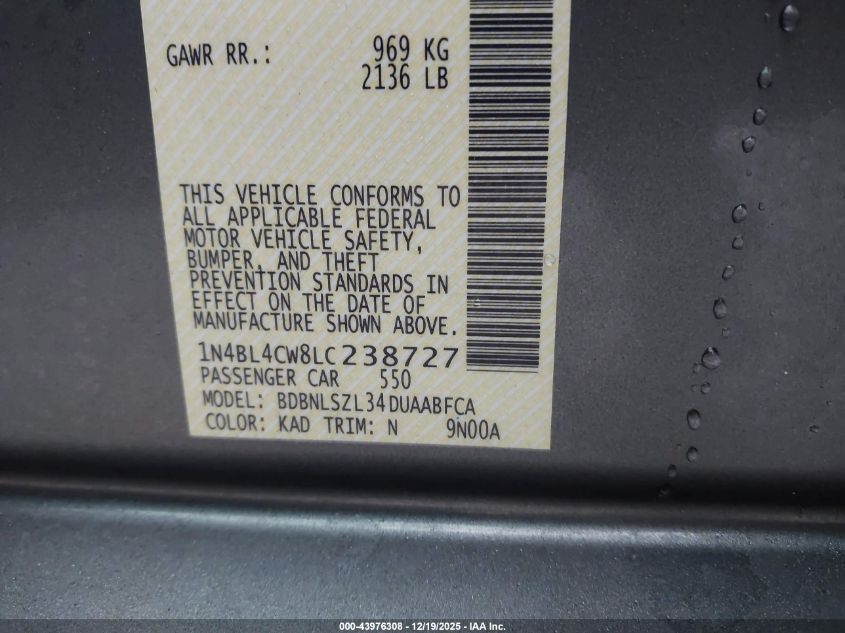 GAWR RR.: 969 KG
2136 LB
THIS VEHICLE CONFORMS TO
ALL APPLICABLE FEDERAL
MOTOR VEHICLE SAFETY,
BUMPER, AND THEFT
PREVENTION STANDARDS IN
EFFECT ON THE DATE OF
MANUFACTURE SHOWN ABOVE.
1N4BL4CW8LC238727
PASSENGER CAR 550
MODEL: BDBNLSZL34DUAABFCA
COLOR: KAD TRIM: N 9N00A
000-43976308 - 12/19/2025 - IAA Inc.